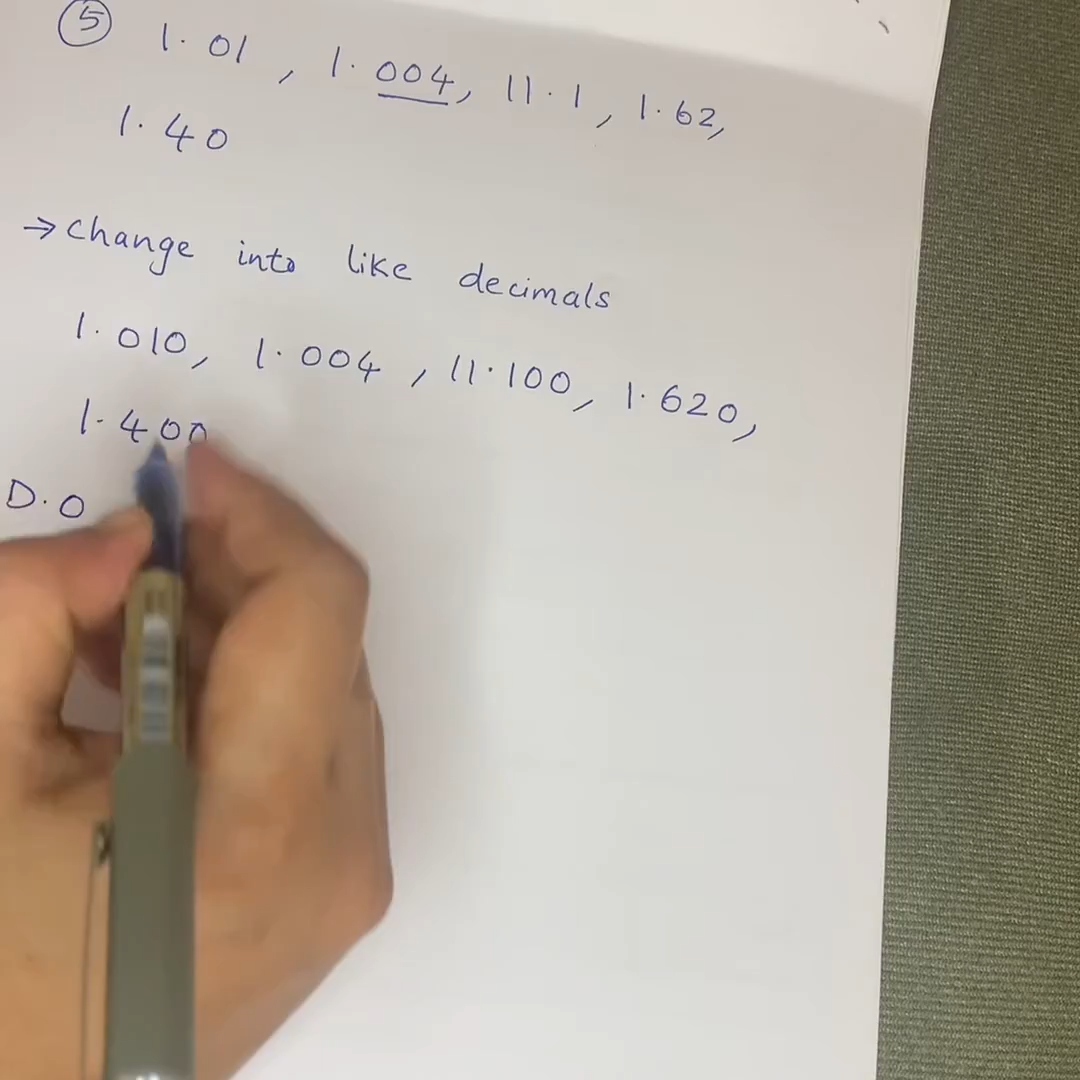 ⑤ 1.01, 1.004, 11.1, 1.62,
1.40
→ change into like decimals
1.010, 1.004, 11.100, 1.620,
1.400
D.O